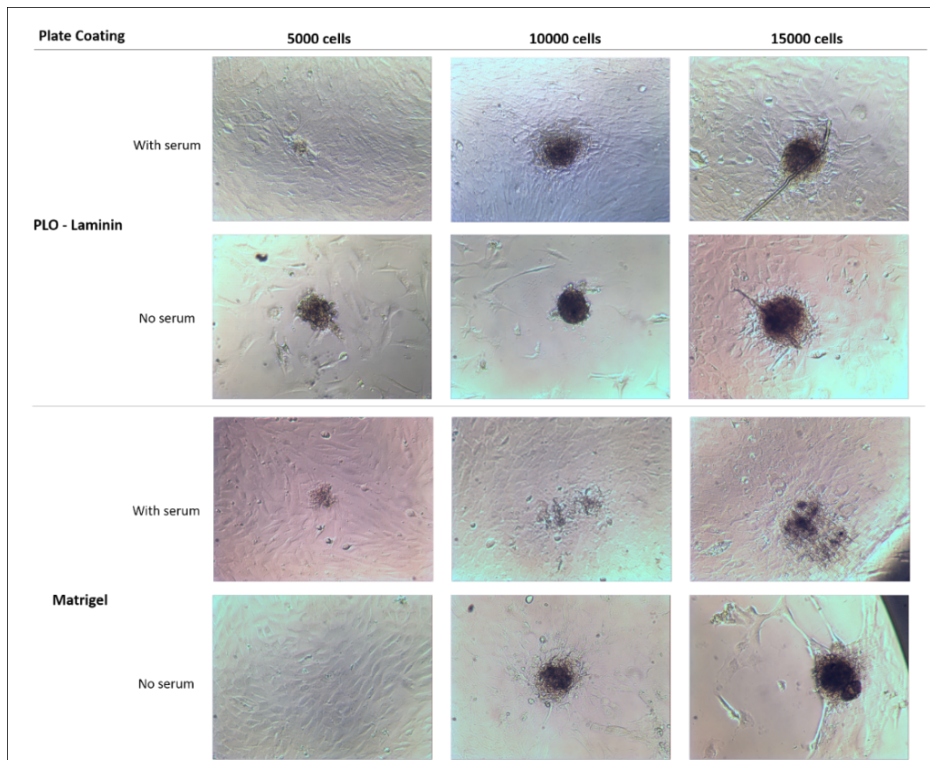 Plate Coating 5000 cells 10000 cells 15000 cells
With serum
PLO - Laminin
No serum
With serum
Matrigel
No serum